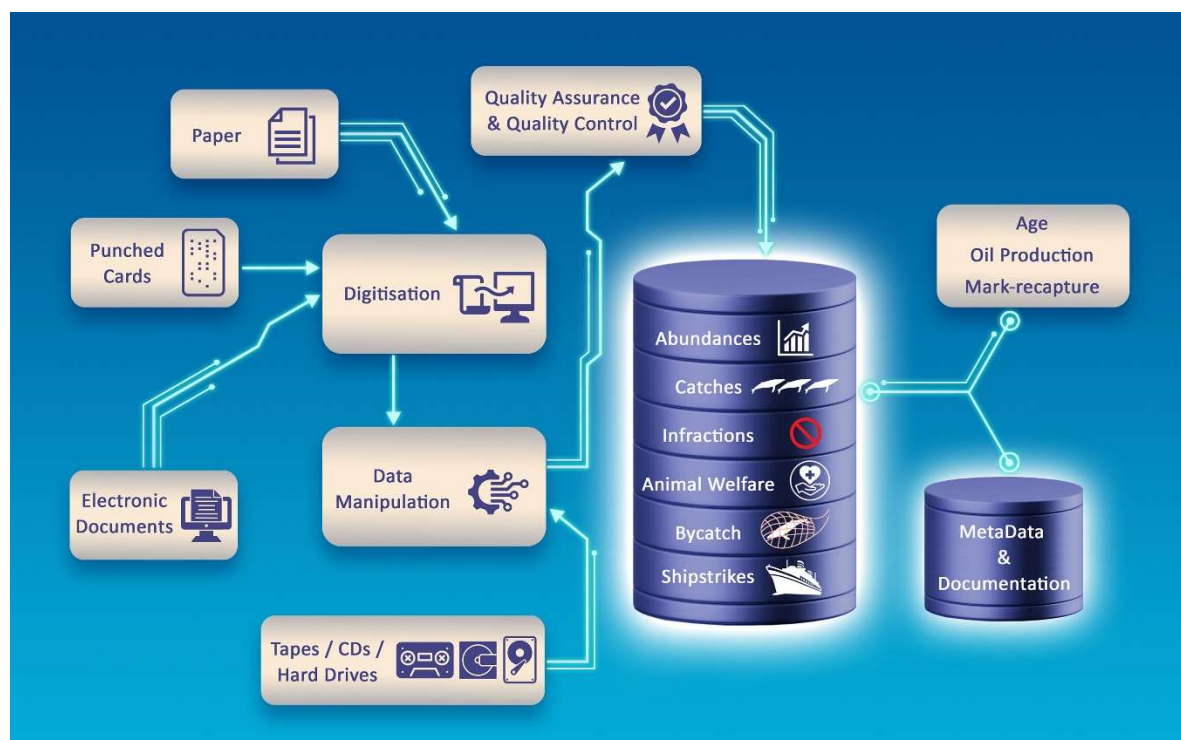 Paper
Punched
Cards
Electronic
Documents
Digitisation
Data
Manipulation
Tapes / CDs /
Hard Drives
Quality Assurance
& Quality Control
Abundances
Catches
Infractions
Animal Welfare
Bycatch
Shipstrikes
Age
Oil Production
Mark-recapture
MetaData
&
Documentation